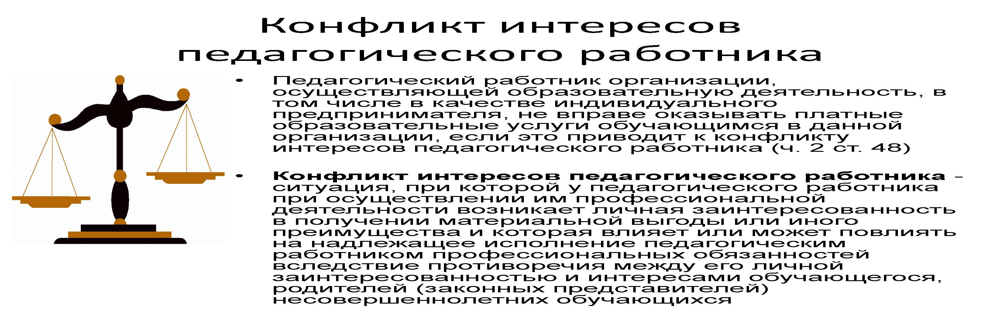 Конфликт интересов
педагогического работника
• Педагогический работник организации,
осуществляющей образовательную деятельность, в
том числе в качестве индивидуального
предпринимателя, не вправе оказывать платные
образовательные услуги обучающимся в данной
организации, если это приводит к конфликту
интересов педагогического работника (ч. 2 ст. 48)
• Конфликт интересов педагогического работника –
ситуация, при которой у педагогического работника
при осуществлении им профессиональной
деятельности возникает личная заинтересованность
в получении материальной выгоды или иного
преимущества и которая влияет или может повлиять
на надлежащее исполнение педагогическим
работником профессиональных обязанностей
вследствие противоречия между его личной
заинтересованностью и интересами обучающегося,
родителей (законных представителей)
несовершеннолетних обучающихся